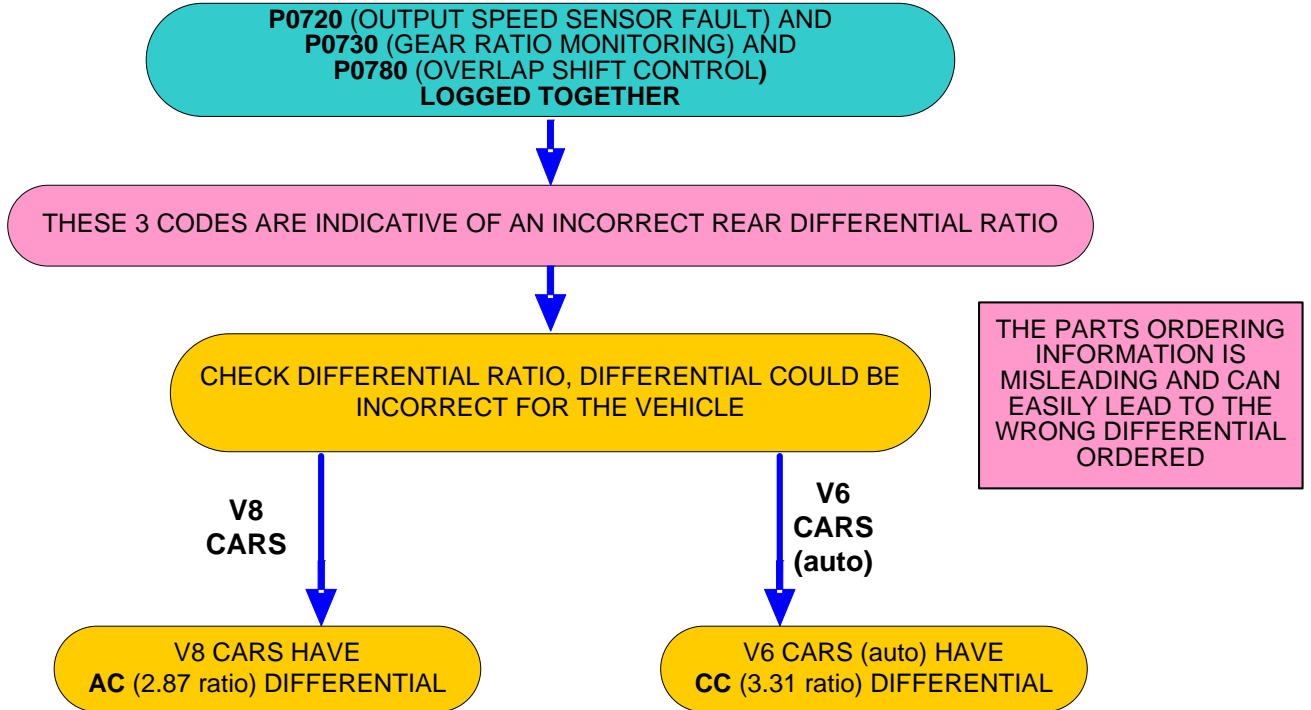 P0720 (OUTPUT SPEED SENSOR FAULT) AND
P0730 (GEAR RATIO MONITORING) AND
P0780 (OVERLAP SHIFT CONTROL)
LOGGED TOGETHER
THESE 3 CODES ARE INDICATIVE OF AN INCORRECT REAR DIFFERENTIAL RATIO
CHECK DIFFERENTIAL RATIO, DIFFERENTIAL COULD BE
INCORRECT FOR THE VEHICLE
THE PARTS ORDERING
INFORMATION IS
MISLEADING AND CAN
EASILY LEAD TO THE
WRONG DIFFERENTIAL
ORDERED
V8
CARS
V6
CARS
(auto)
V8 CARS HAVE
AC (2.87 ratio) DIFFERENTIAL
V6 CARS (auto) HAVE
CC (3.31 ratio) DIFFERENTIAL